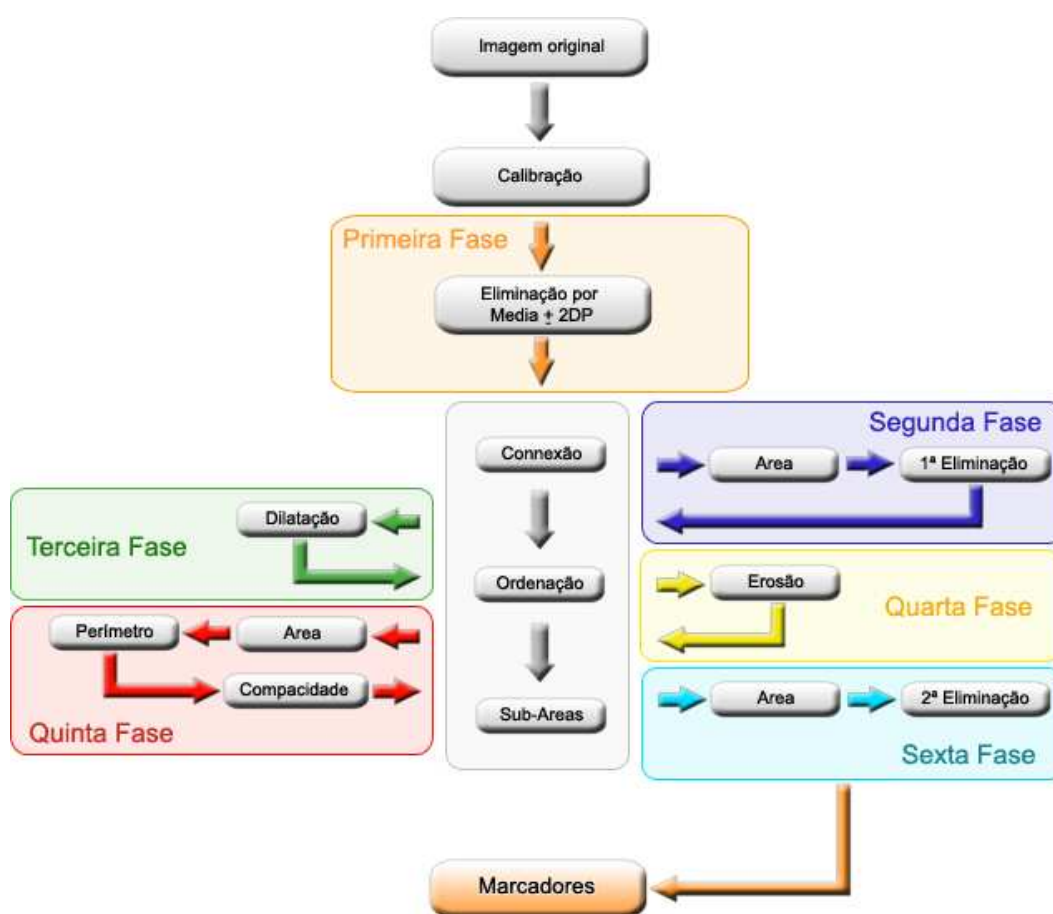 Imagem original
Calibração
Primeira Fase
Eliminação por
Media ± 2DP
Segunda Fase
Connexão
Area
1ª Eliminação
Dilatação
Terceira Fase
Ordenação
Erosão
Quarta Fase
Perímetro
Area
Compacidade
Quinta Fase
Sub-Areas
Area
2ª Eliminação
Sexta Fase
Marcadores